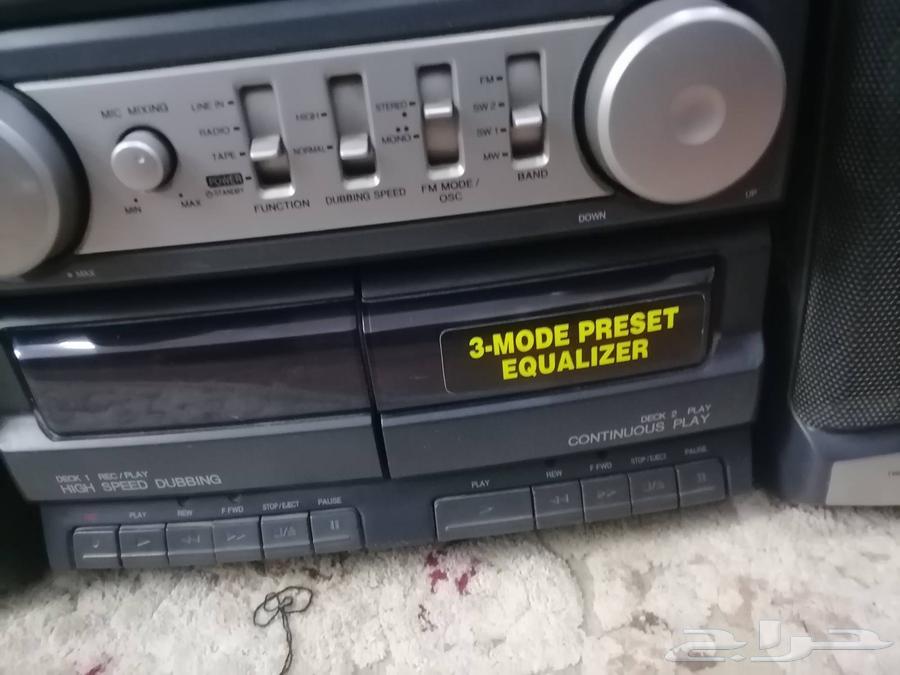 MIC MIXING
MIN
MAX
LINE IN
RADIO
TAPE
POWER
STANDBY
FUNCTION
HIGH
NORMAL
DUBBING SPEED
STEREO
MONO
FM MODE /
OSC
FM
SW 2
SW 1
MW
BAND
DOWN
UP
MAX
3-MODE PRESET
EQUALIZER
DECK 1 REC/PLAY
HIGH SPEED DUBBING
DECK 2 PLAY
CONTINUOUS PLAY
PLAY
REW
F FWD
STOP/EJECT
PAUSE
PLAY
REW
F FWD
STOP/EJECT
PAUSE
حراج